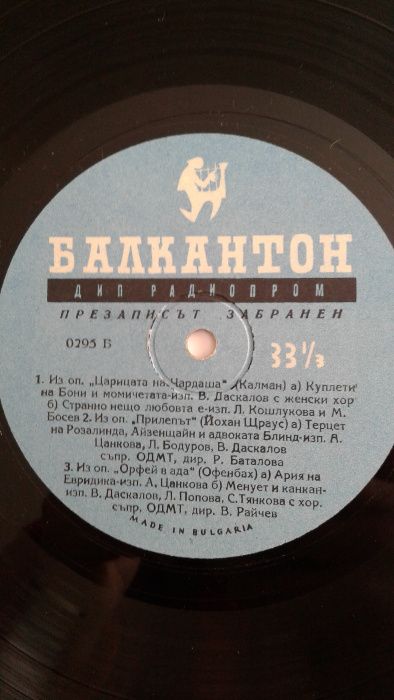 БАЛКАНТОН
ДИП РАДИОПРОМ
ПРЕЗАПИСЪТ ЗАБРАНЕН
0295 Б
33⅓
1. Из оп. „Царицата на Чардаша" (Калман) а) Куплети
на Бони и момичетата-изп. В. Даскалов с женски хор
б) Странно нещо любовта е-изп. Л. Кошлукова и М.
Босев 2. Из оп. „Прилепът" (Йохан Щраус) а) Терцет
на Розалинда, Айзенщайн и адвоката Блинд-изп. А.
Цанкова, Л. Бодуров, В. Даскалов
съпр. ОДМТ, дир. Р. Баталова
3. Из оп. „Орфей в ада" (Офенбах) а) Ария на
Евридика-изп. А, Цанкова б) Менует и канкан-
изп. В. Даскалов, Л. Попова, С. Тянкова с хор.
съпр. ОДМТ, дир. В. Райчев
MADE IN BULGARIA